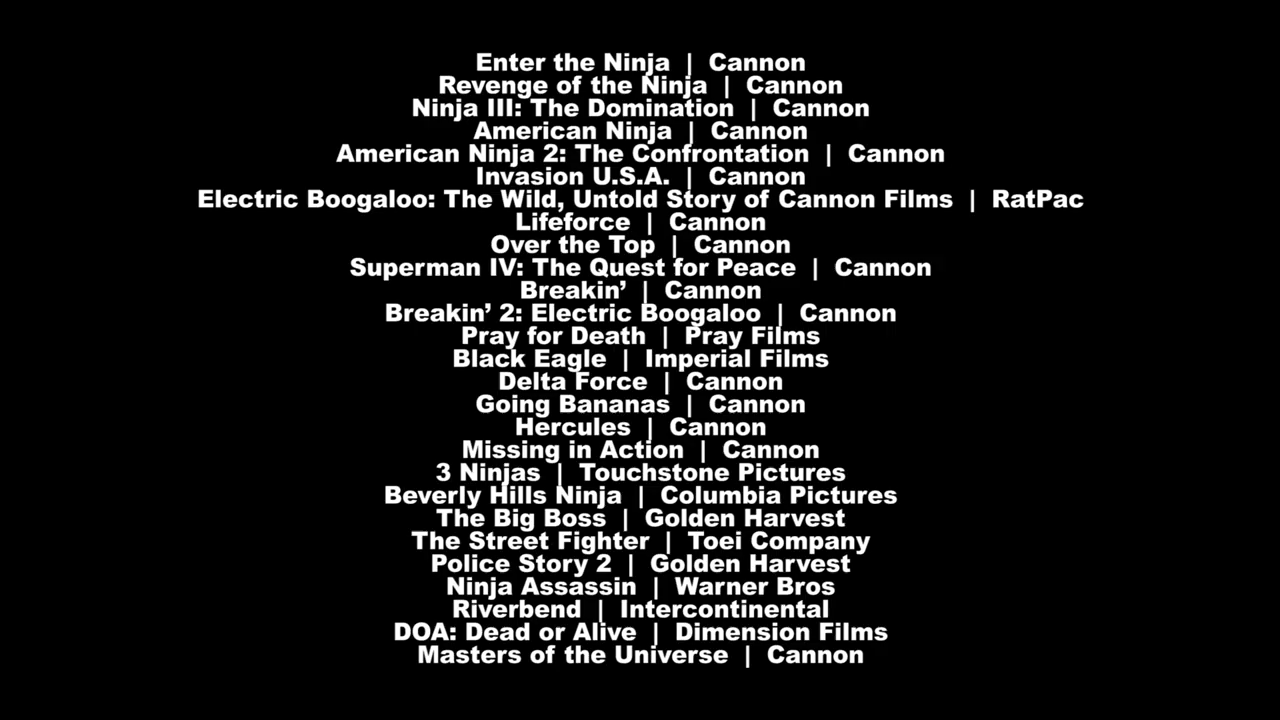 Enter the Ninja | Cannon
Revenge of the Ninja | Cannon
Ninja III: The Domination | Cannon
American Ninja | Cannon
American Ninja 2: The Confrontation | Cannon
Invasion U.S.A. | Cannon
Electric Boogaloo: The Wild, Untold Story of Cannon Films | RatPac
Lifeforce | Cannon
Over the Top | Cannon
Superman IV: The Quest for Peace | Cannon
Breakin’ | Cannon
Breakin’ 2: Electric Boogaloo | Cannon
Pray for Death | Pray Films
Black Eagle | Imperial Films
Delta Force | Cannon
Going Bananas | Cannon
Hercules | Cannon
Missing in Action | Cannon
3 Ninjas | Touchstone Pictures
Beverly Hills Ninja | Columbia Pictures
The Big Boss | Golden Harvest
The Street Fighter | Toei Company
Police Story 2 | Golden Harvest
Ninja Assassin | Warner Bros
Riverbend | Intercontinental
DOA: Dead or Alive | Dimension Films
Masters of the Universe | Cannon